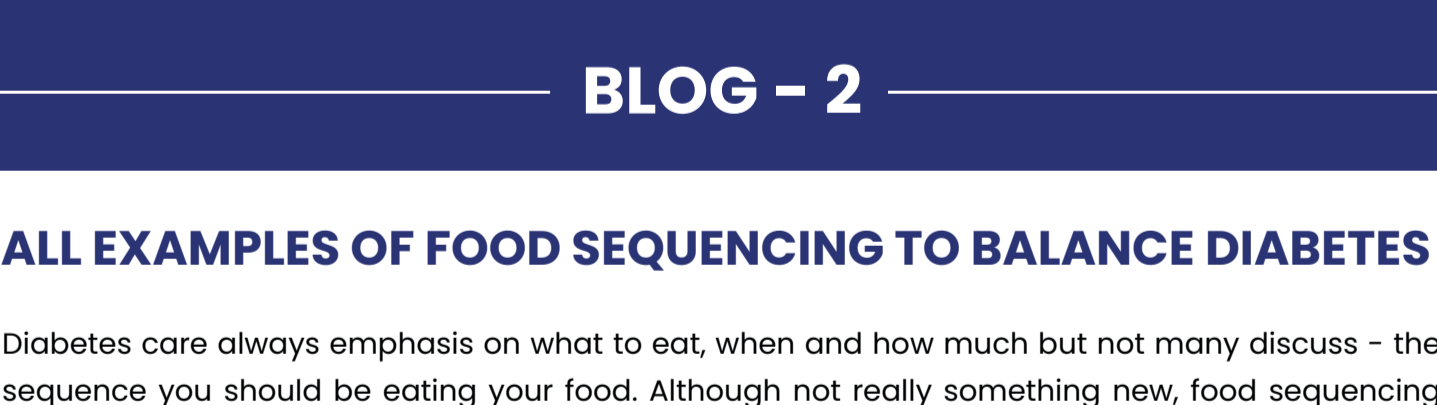 BLOG - 2
ALL EXAMPLES OF FOOD SEQUENCING TO BALANCE DIABETES
Diabetes care always emphasis on what to eat, when and how much but not many discuss - the
sequence you should be eating your food. Although not really something new, food sequencing